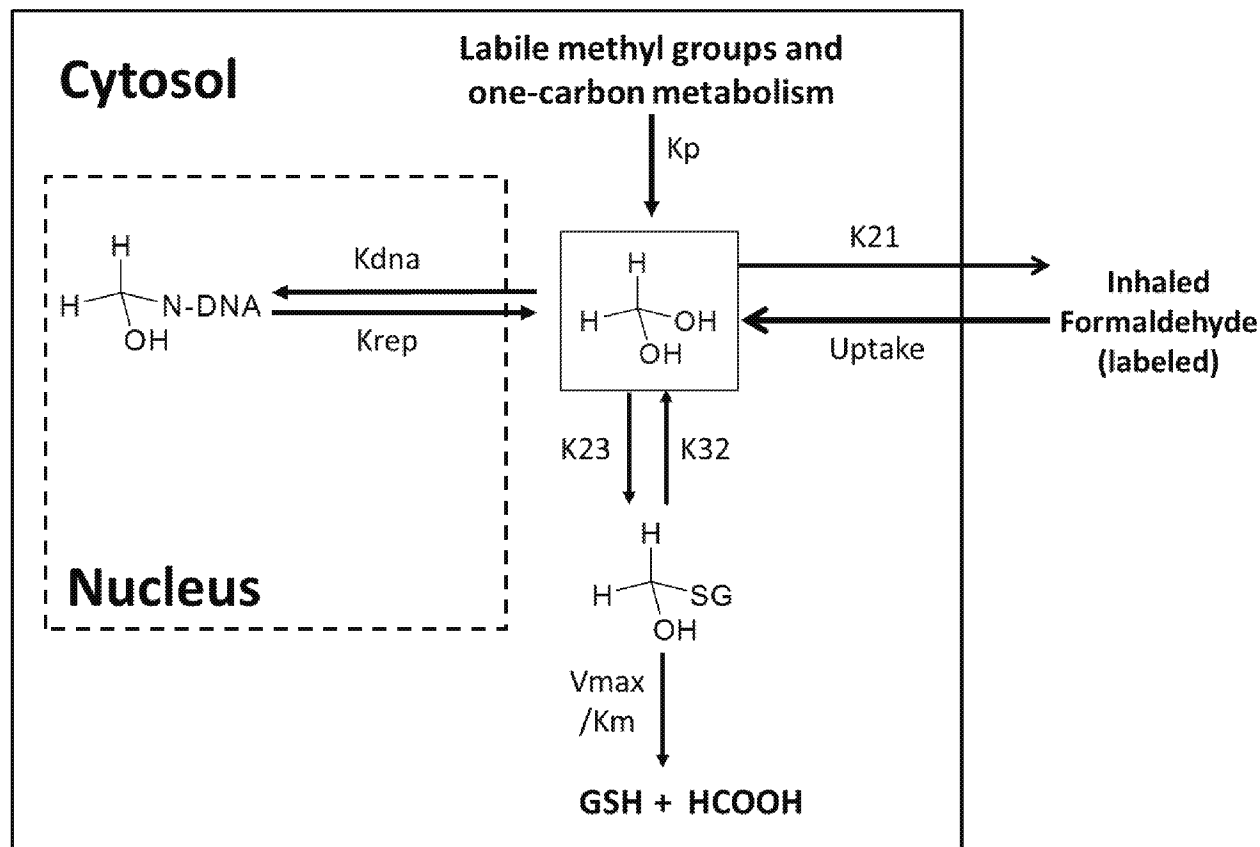 Cytosol
Labile methyl groups and
one-carbon metabolism
Kp
H
H
N-DNA
OH
Kdna
Krep
H
H
OH
OH
K21
Uptake
Inhaled
Formaldehyde
(labeled)
K23
K32
H
H
SG
OH
Nucleus
Vmax
/Km
GSH + HCOOH